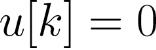 u[k] = 0